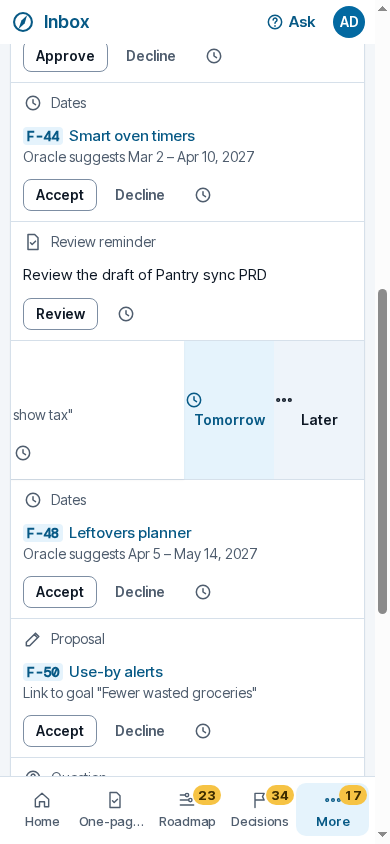 Inbox
Ask
AD
Approve Decline
Dates
F-44 Smart oven timers
Oracle suggests Mar 2 – Apr 10, 2027
Accept Decline
Review reminder
Review the draft of Pantry sync PRD
Review
show tax"
Tomorrow
Later
Dates
F-48 Leftovers planner
Oracle suggests Apr 5 – May 14, 2027
Accept Decline
Proposal
F-50 Use-by alerts
Link to goal "Fewer wasted groceries"
Accept Decline
Question
23 34 17
Home One-pag… Roadmap Decisions More